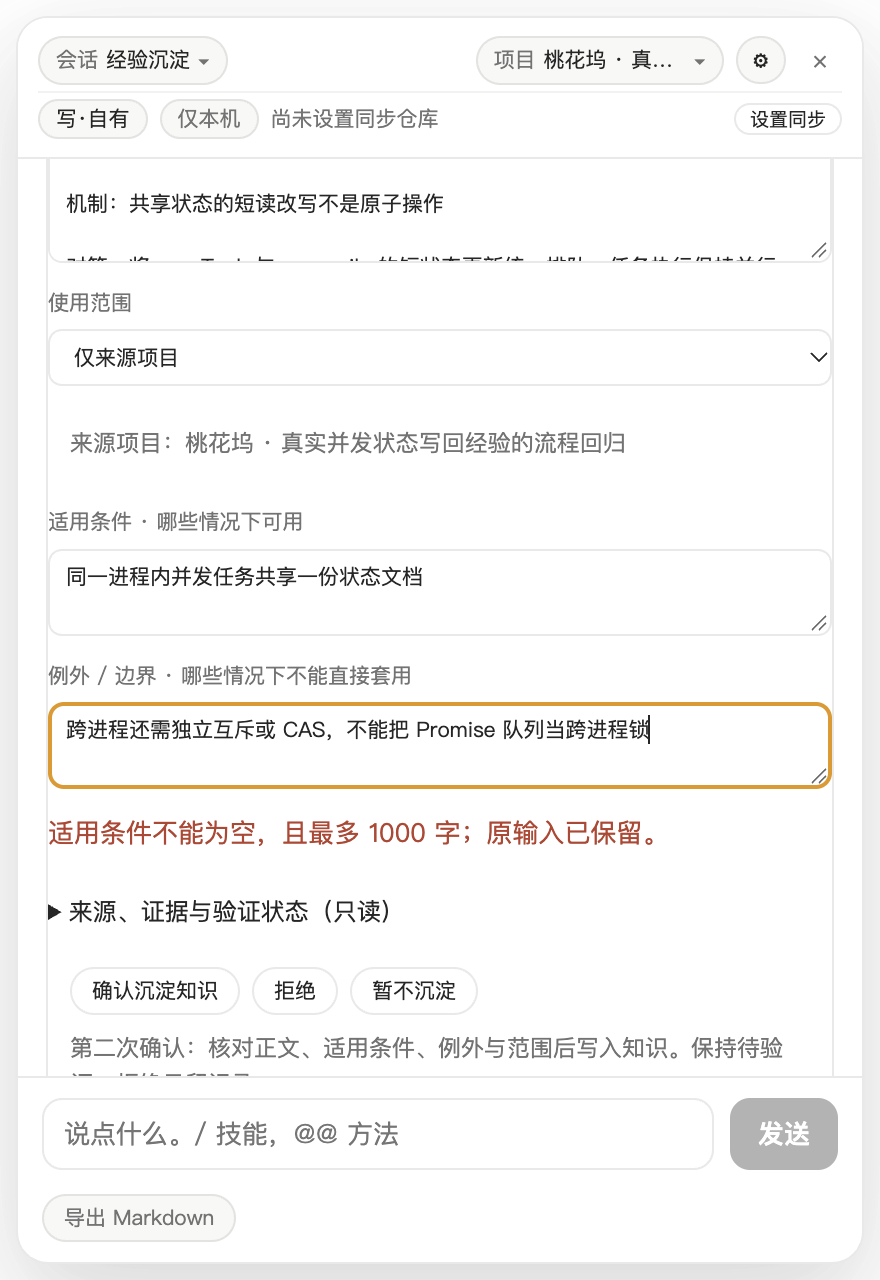 会话 经验沉淀
项目 桃花坞 · 真…
写·自有
仅本机
尚未设置同步仓库
设置同步
机制：共享状态的短读改写不是原子操作
使用范围
仅来源项目
来源项目：桃花坞 · 真实并发状态写回经验的流程回归
适用条件 · 哪些情况下可用
同一进程内并发任务共享一份状态文档
例外 / 边界 · 哪些情况下不能直接套用
跨进程还需独立互斥或 CAS，不能把 Promise 队列当跨进程锁
适用条件不能为空，且最多 1000 字；原输入已保留。
来源、证据与验证状态（只读）
确认沉淀知识
拒绝
暂不沉淀
第二次确认：核对正文、适用条件、例外与范围后写入知识。保持待验
说点什么。/ 技能，@@ 方法
发送
导出 Markdown